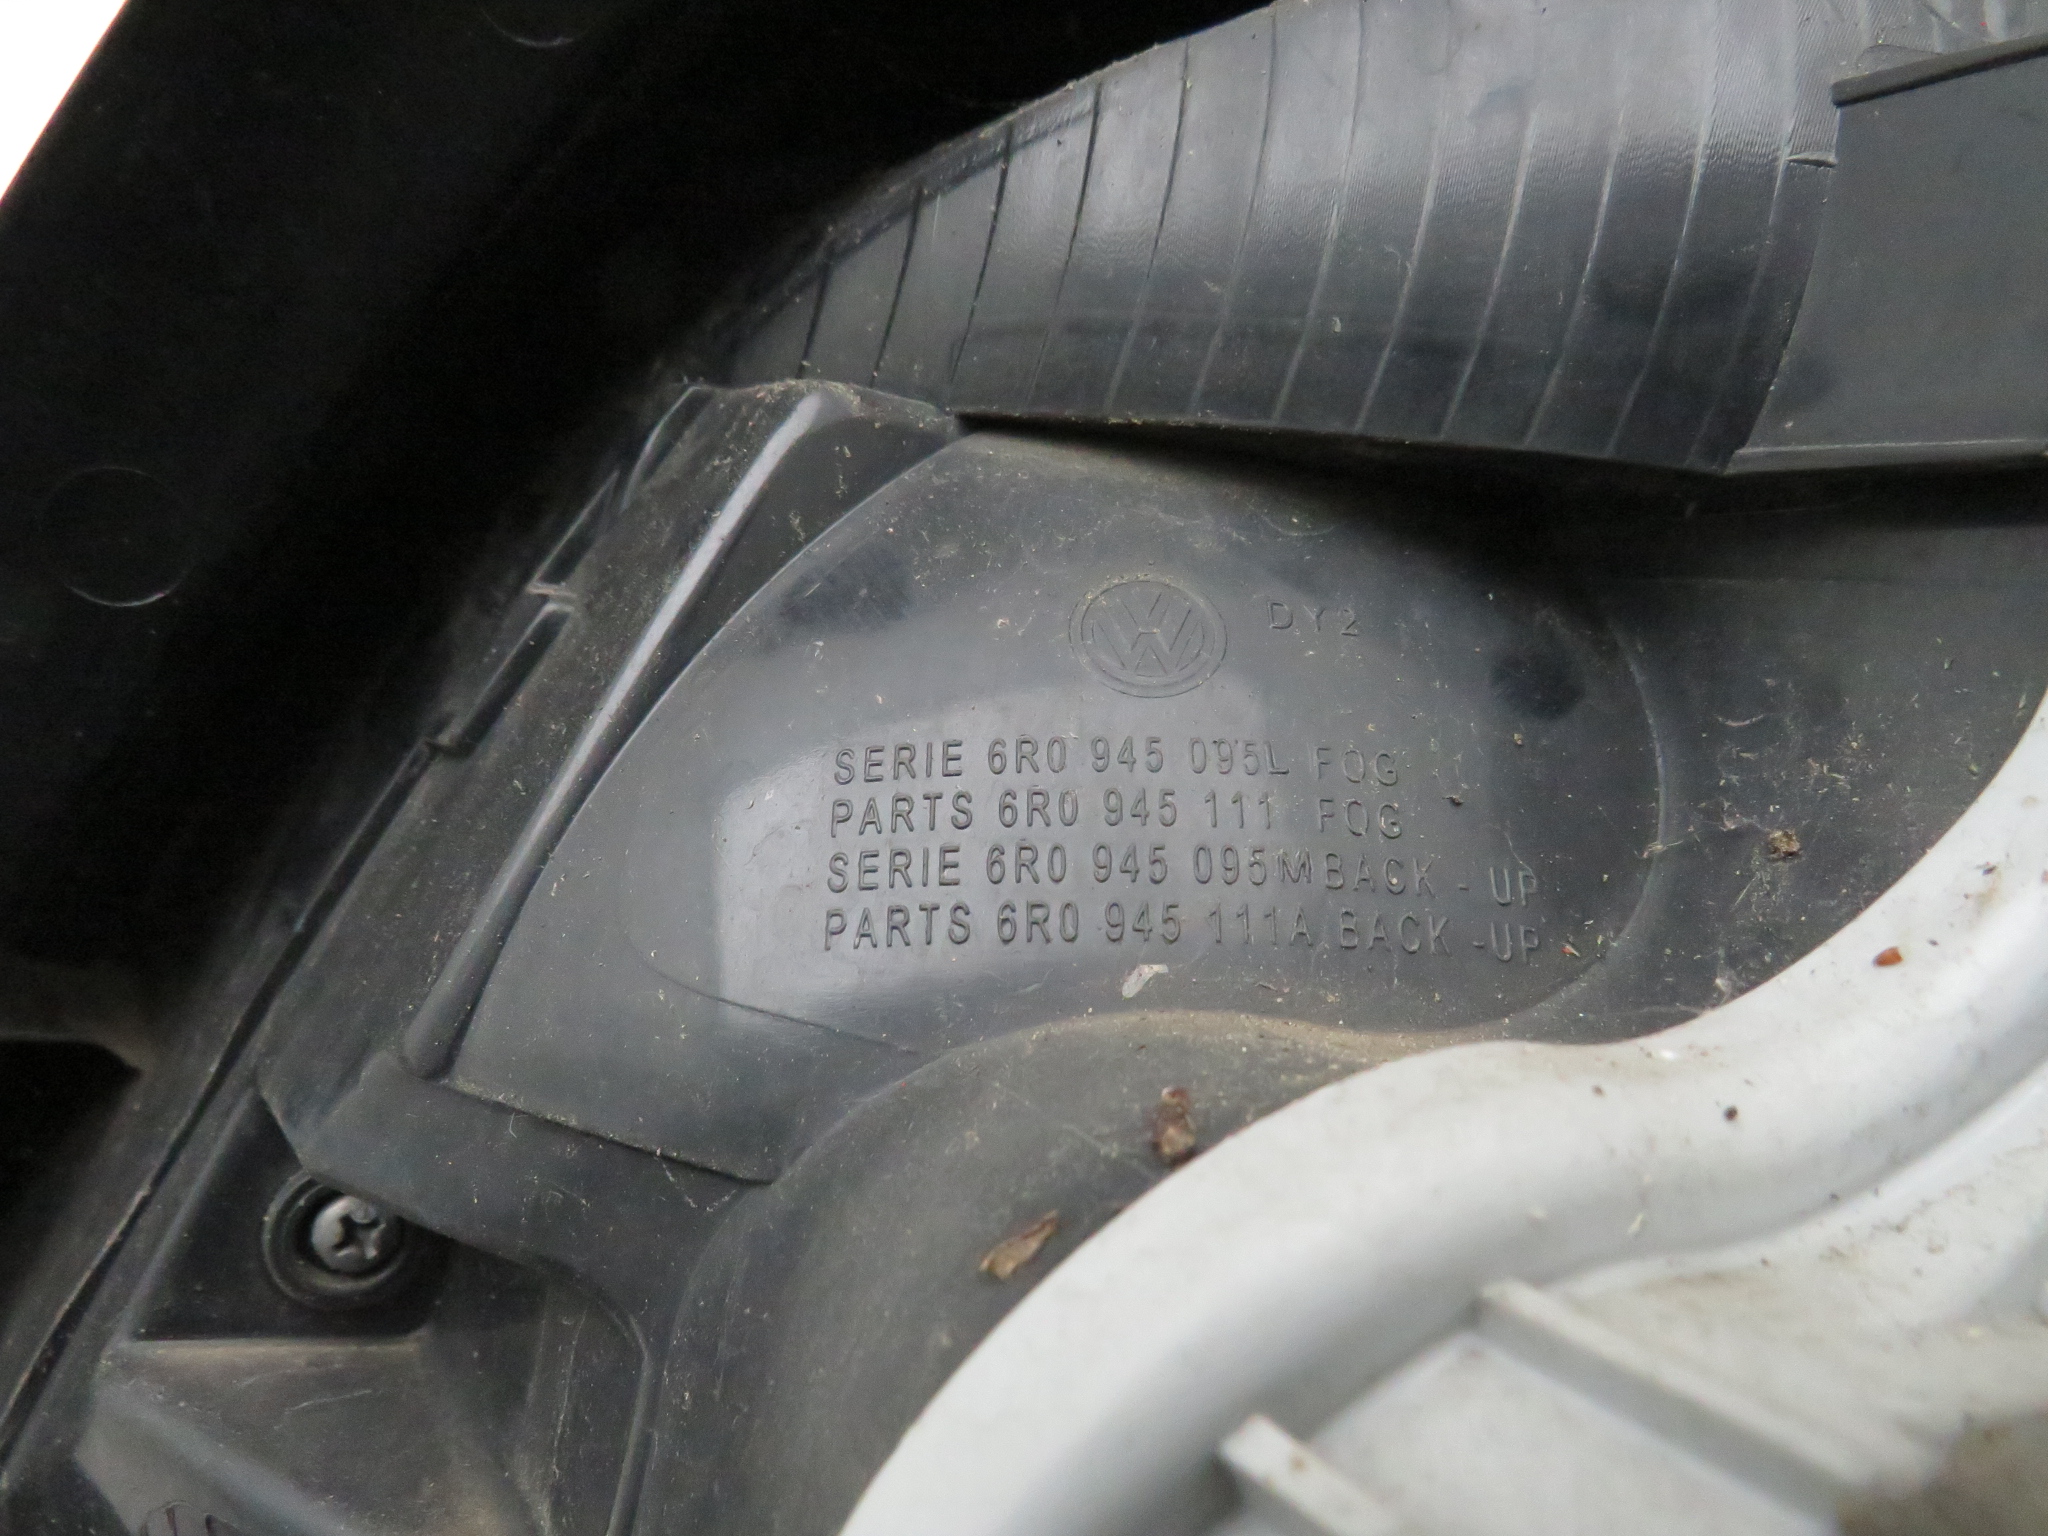 DY2
SERIE 6R0 945 095L FOG
PARTS 6R0 945 111 FOG
SERIE 6R0 945 095M BACK - UP
PARTS 6R0 945 111A BACK -UP